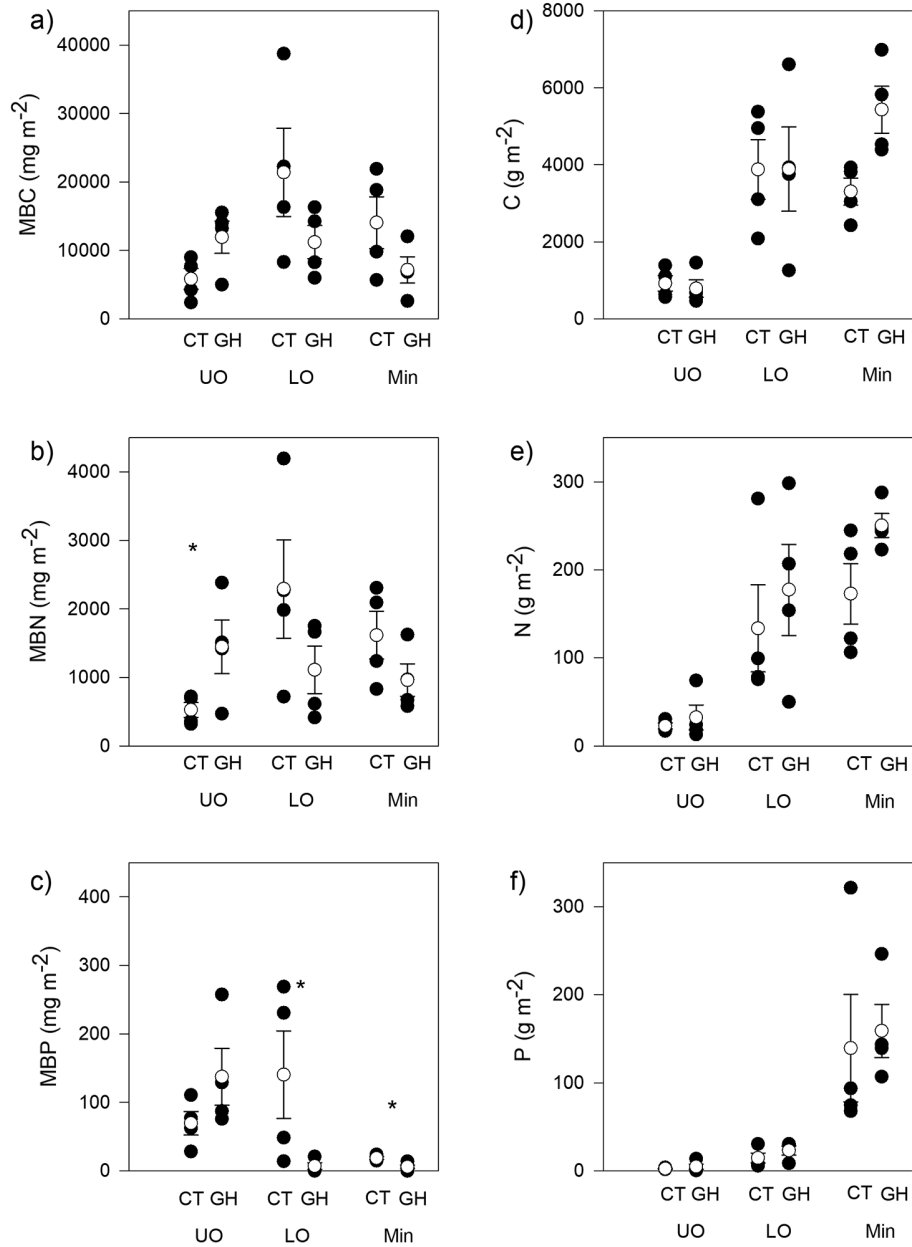 a)
MBC (mg m⁻²)
40000
30000
20000
10000
0
CT GH CT GH CT GH
UO LO Min
d)
C (g m⁻²)
8000
6000
4000
2000
0
CT GH CT GH CT GH
UO LO Min
b)
MBN (mg m⁻²)
4000
3000
2000
1000
0
*
CT GH CT GH CT GH
UO LO Min
e)
N (g m⁻²)
300
200
100
0
CT GH CT GH CT GH
UO LO Min
c)
MBP (mg m⁻²)
400
300
200
100
0
*
*
CT GH CT GH CT GH
UO LO Min
f)
P (g m⁻²)
300
200
100
0
CT GH CT GH CT GH
UO LO Min